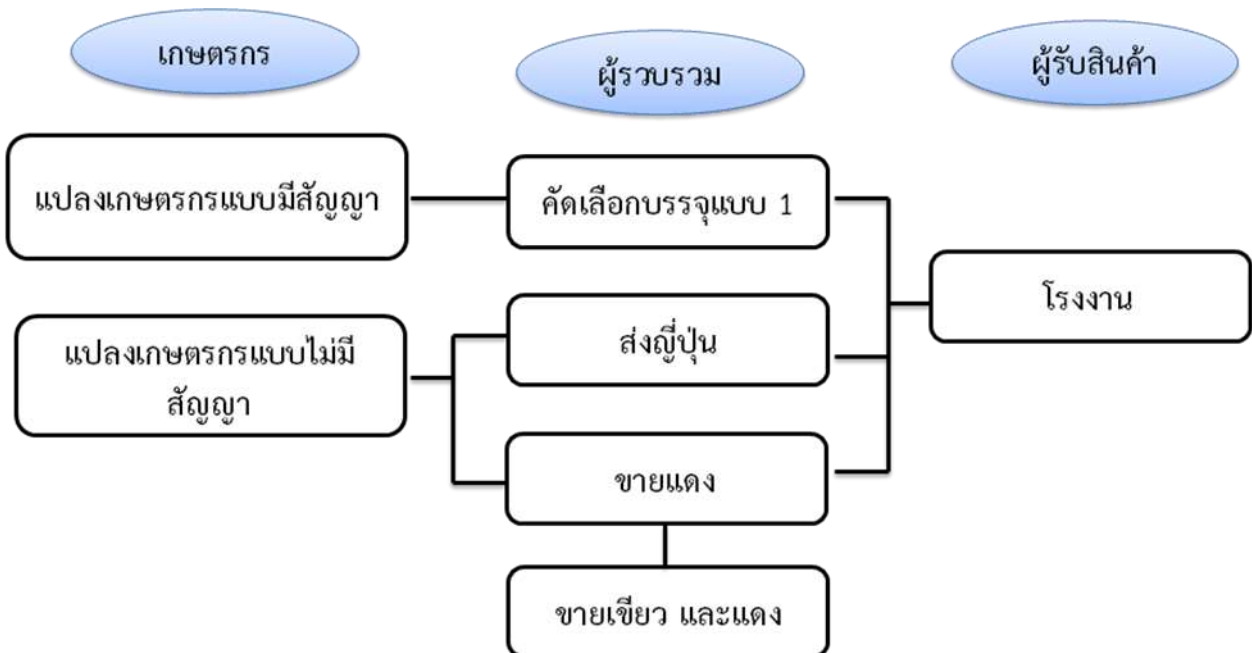 เกษตรกร
ผู้รวบรวม
ผู้รับสินค้า
แปลงเกษตรกรแบบมีสัญญา
คัดเลือกบรรจุแบบ 1
โรงงาน
แปลงเกษตรกรแบบไม่มี
สัญญา
ส่งญี่ปุ่น
ขายแดง
ขายเขียว และแดง